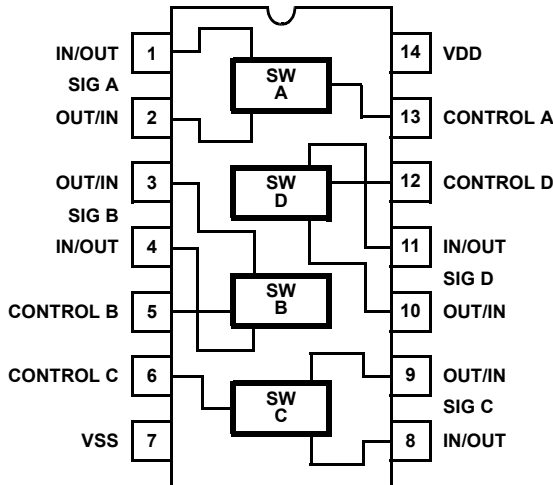 IN/OUT 1
SIG A
OUT/IN 2
OUT/IN 3
SIG B
IN/OUT 4
CONTROL B 5
CONTROL C 6
VSS 7
SW
A
SW
D
SW
B
SW
C
14 VDD
13 CONTROL A
12 CONTROL D
11 IN/OUT
SIG D
10 OUT/IN
9 OUT/IN
SIG C
8 IN/OUT